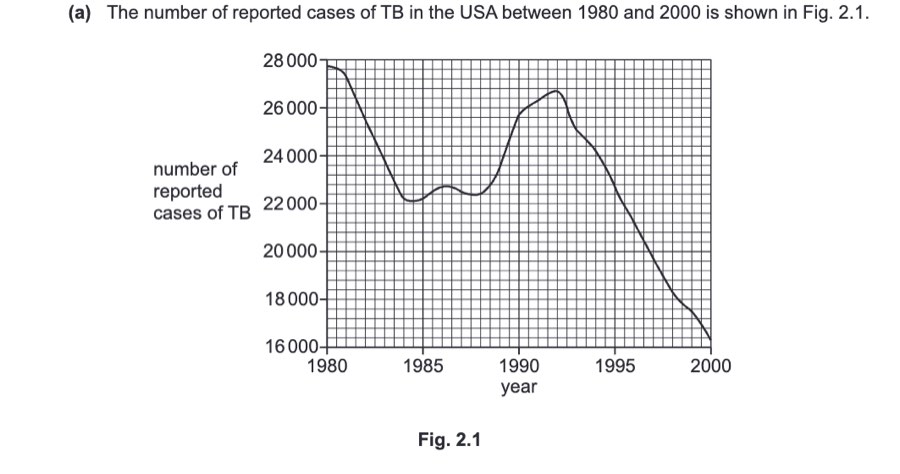 (a) The number of reported cases of TB in the USA between 1980 and 2000 is shown in Fig. 2.1.
28 000
26 000
24 000
22 000
20 000
18 000
16 000
number of
reported
cases of TB
1980 1985 1990 1995 2000
year
Fig. 2.1